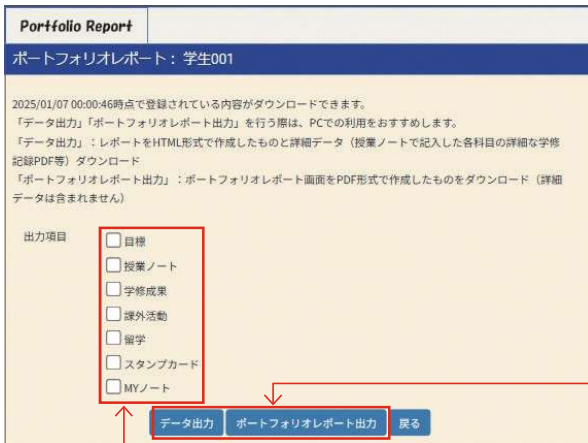 Portfolio Report
ポートフォリオレポート： 学生001
2025/01/07 00:00:46時点で登録されている内容がダウンロードできます。
「データ出力」「ポートフォリオレポート出力」を行う際は、PCでの利用をおすすめします。
「データ出力」：レポートをHTML形式で作成したものと詳細データ（授業ノートで記入した各科目の詳細な学修
記録PDF等）ダウンロード
「ポートフォリオレポート出力」：ポートフォリオレポート画面をPDF形式で作成したものをダウンロード（詳細
データは含まれません）
出力項目
目標
授業ノート
学修成果
課外活動
留学
スタンプカード
MYノート
データ出力 ポートフォリオレポート出力 戻る